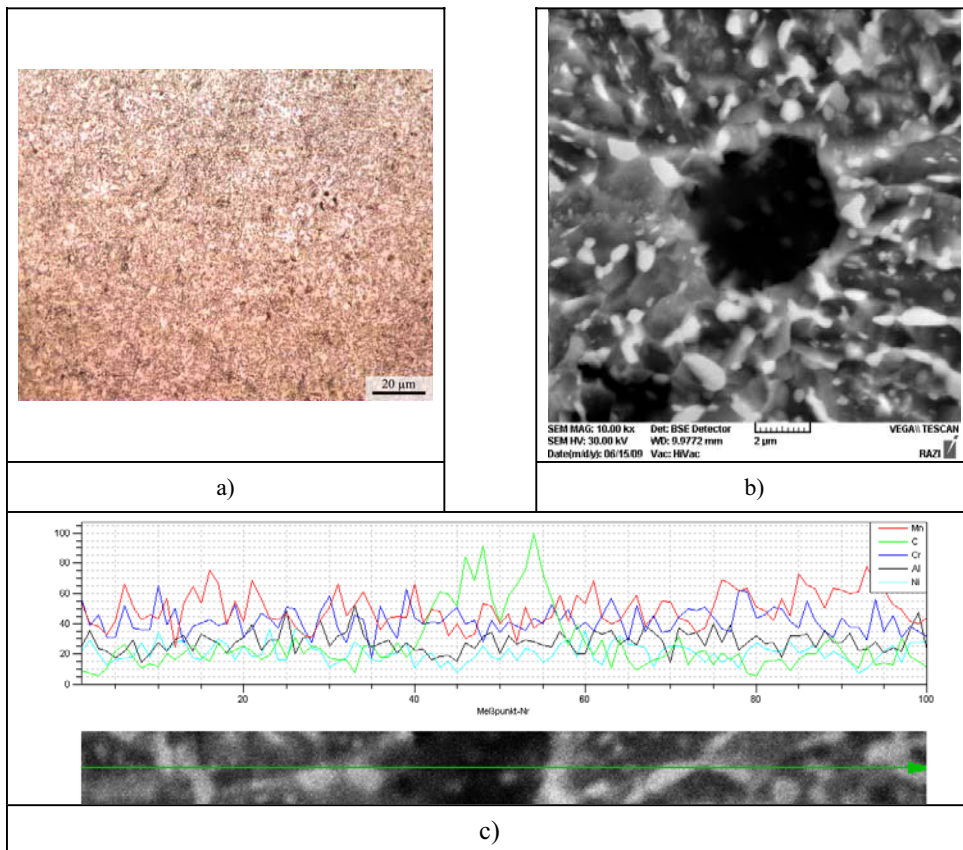 20 µm
SEM MAG: 10.00 kx Det: BSE Detector
SEM HV: 30.00 kV WD: 9.9772 mm 2 µm VEGA\\ TESCAN
Date(m/d/y): 06/15/09 Vac: HiVac RAZI
a)
b)
100
80
60
40
20
0
Mn
C
Cr
Al
Ni
20 40 60 80 100
Meßpunkt-Nr
c)